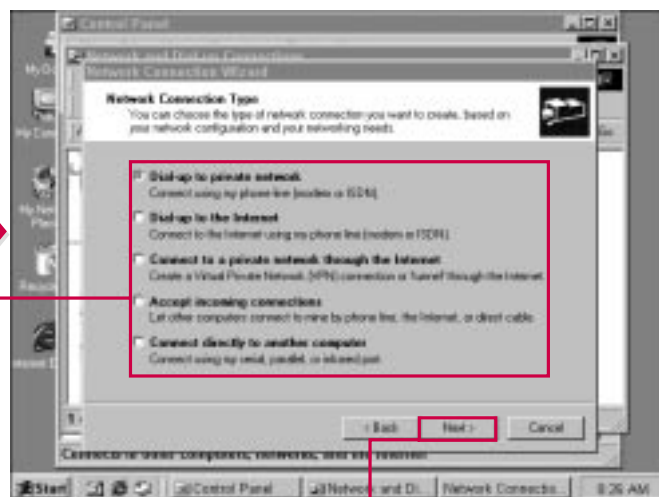 Control Panel
Network and Dial-up Connections
Network Connection Wizard
Network Connection Type
You can choose the type of network connection you want to create, based on
your network configuration and your networking needs.
Dial-up to private network
Connect using my phone line (modem or ISDN).
Dial-up to the Internet
Connect to the Internet using my phone line (modem or ISDN).
Connect to a private network through the Internet
Create a Virtual Private Network (VPN) connection or 'tunnel' through the Internet.
Accept incoming connections
Let other computers connect to mine by phone line, the Internet, or direct cable.
Connect directly to another computer
Connect using my serial, parallel, or infrared port.
< Back Next > Cancel
Start Control Panel Network and Di... Network Connectio... 8:26 AM